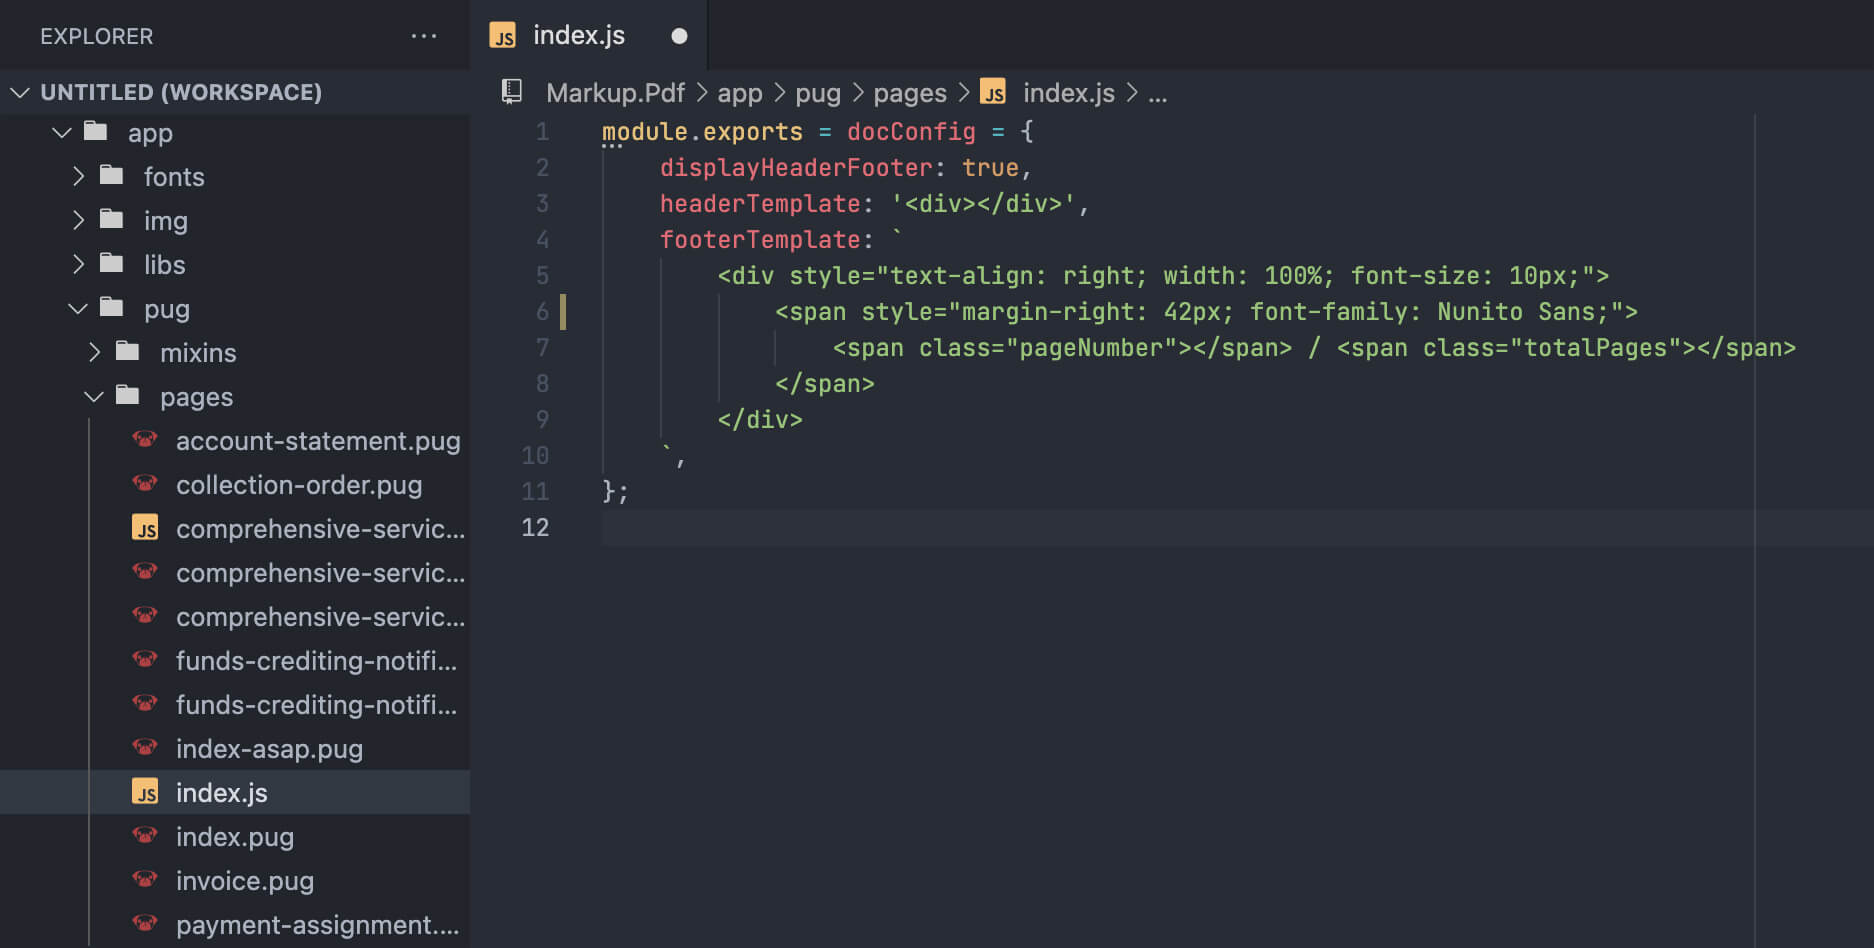 EXPLORER ...
UNTITLED (WORKSPACE)
app
fonts
img
libs
pug
mixins
pages
account-statement.pug
collection-order.pug
JS comprehensive-servic...
comprehensive-servic...
comprehensive-servic...
funds-crediting-notifi...
funds-crediting-notifi...
index-asap.pug
JS index.js
index.pug
invoice.pug
payment-assignment....
JS index.js
Markup.Pdf > app > pug > pages > JS index.js > ...
1 module.exports = docConfig = {
2     displayHeaderFooter: true,
3     headerTemplate: '<div></div>',
4     footerTemplate: `
5         <div style="text-align: right; width: 100%; font-size: 10px;">
6             <span style="margin-right: 42px; font-family: Nunito Sans;">
7                 <span class="pageNumber"></span> / <span class="totalPages"></span>
8             </span>
9         </div>
10     `,
11 };
12